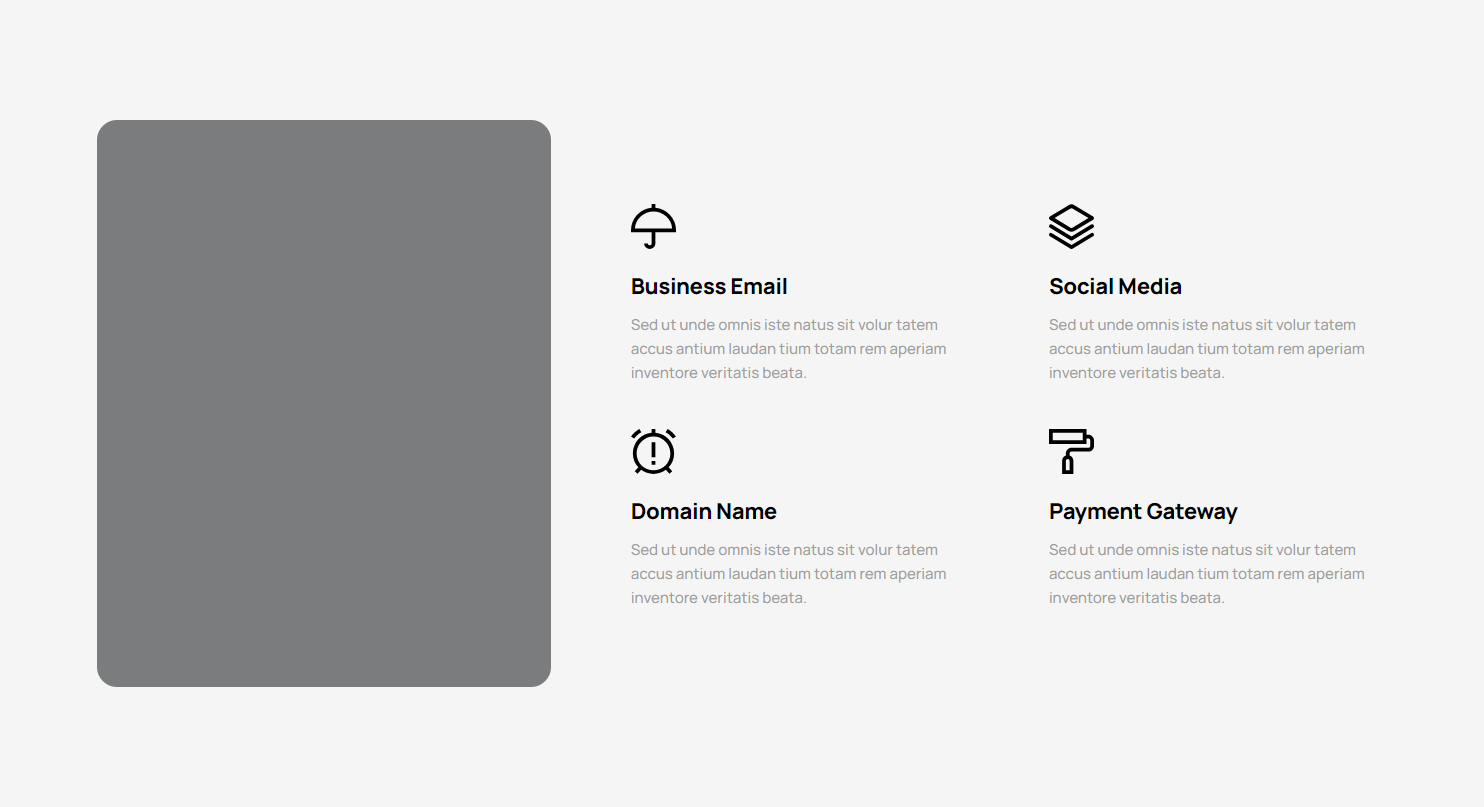 Business Email
Sed ut unde omnis iste natus sit volur tatem
accus antium laudan tium totam rem aperiam
inventore veritatis beata.
Social Media
Sed ut unde omnis iste natus sit volur tatem
accus antium laudan tium totam rem aperiam
inventore veritatis beata.
Domain Name
Sed ut unde omnis iste natus sit volur tatem
accus antium laudan tium totam rem aperiam
inventore veritatis beata.
Payment Gateway
Sed ut unde omnis iste natus sit volur tatem
accus antium laudan tium totam rem aperiam
inventore veritatis beata.